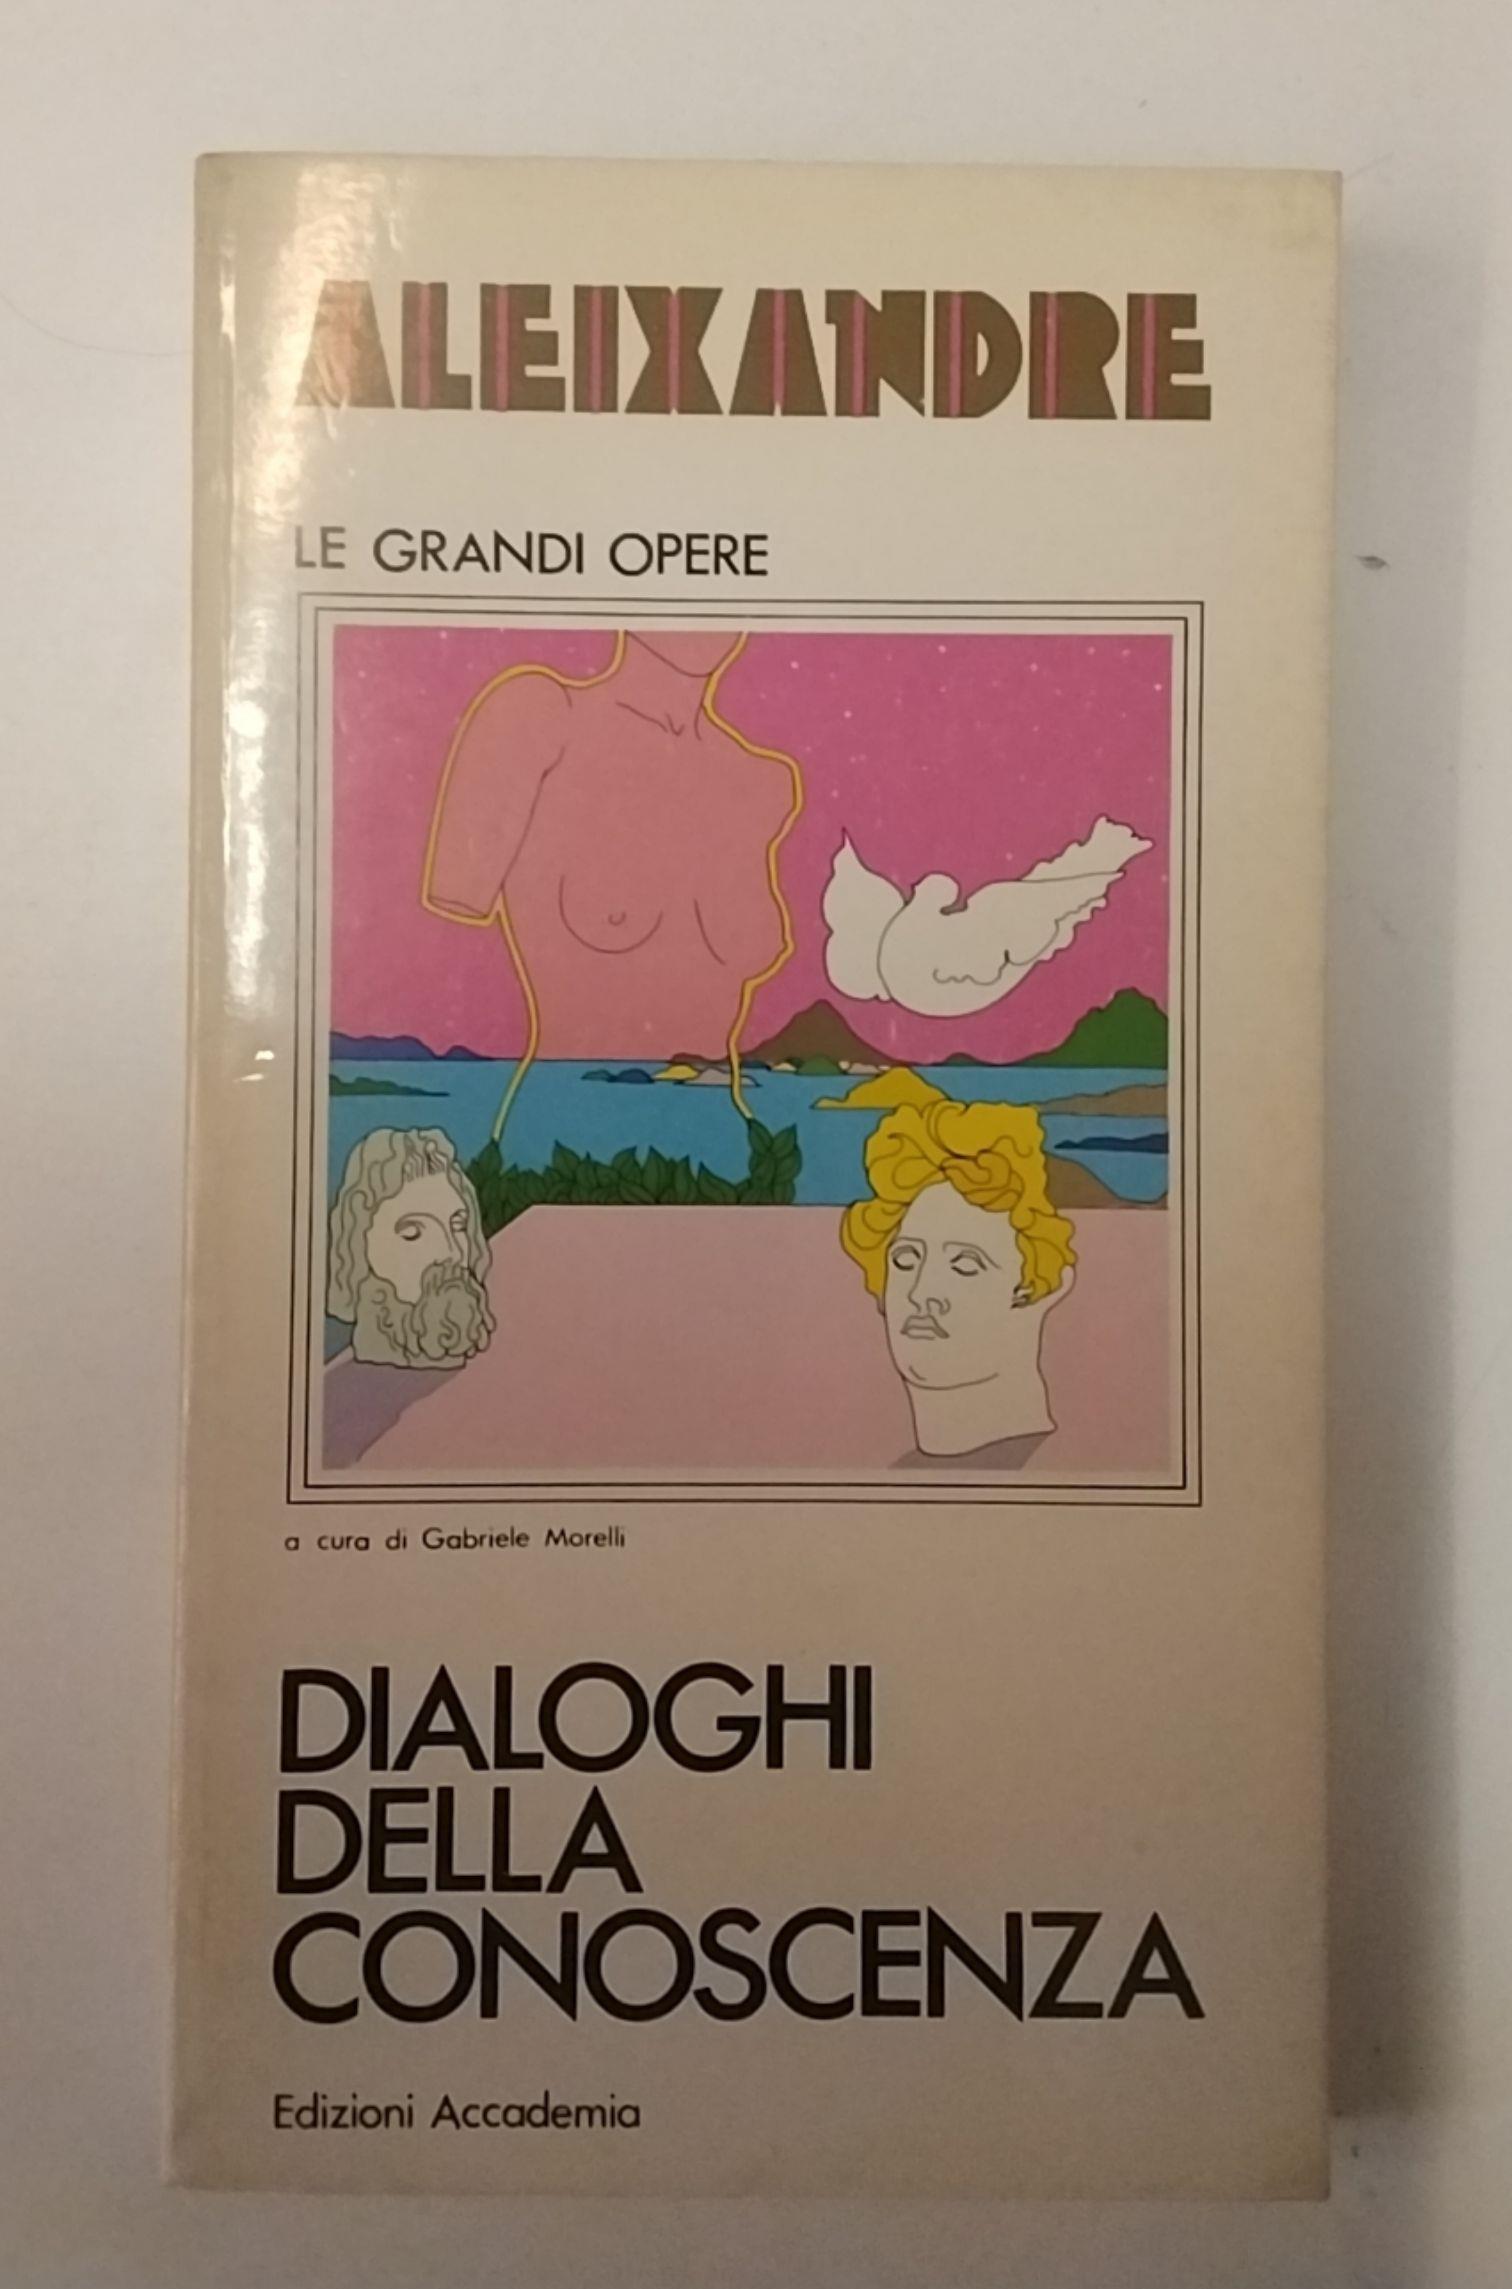 ALEIXANDRE
LE GRANDI OPERE
a cura di Gabriele Morelli
DIALOGHI
DELLA
CONOSCENZA
Edizioni Accademia